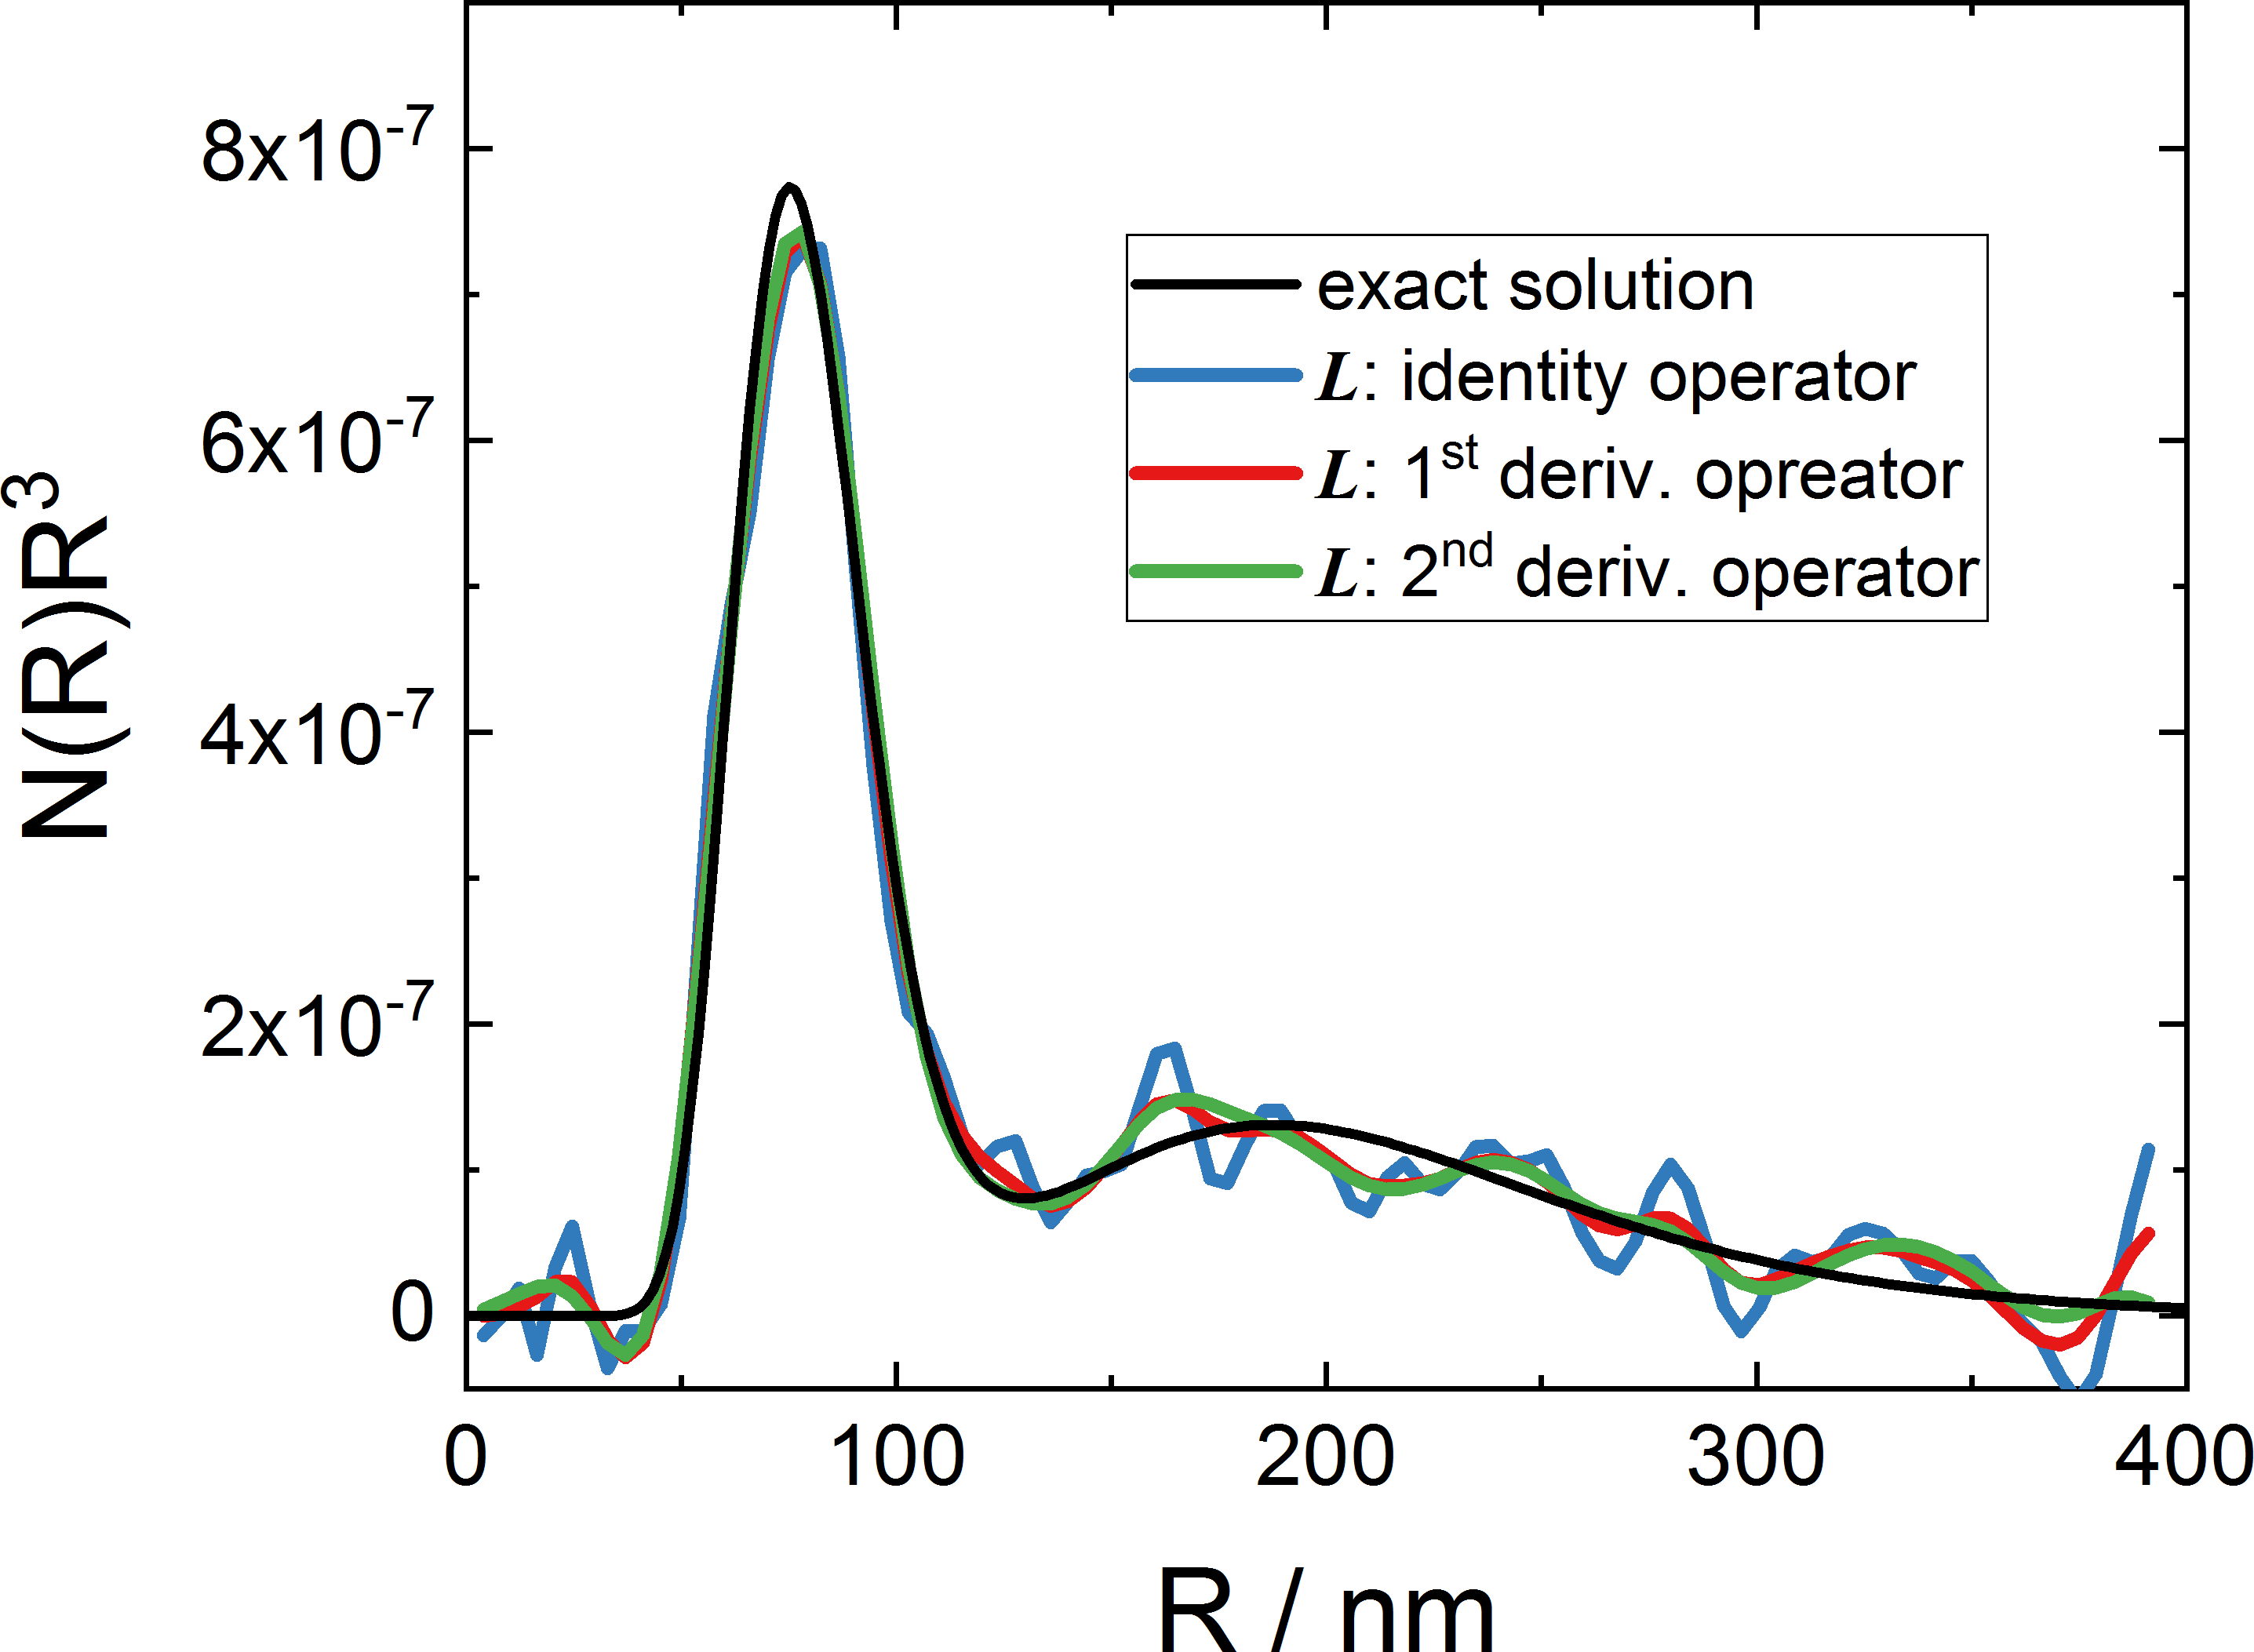 8x10⁻⁷
6x10⁻⁷
4x10⁻⁷
2x10⁻⁷
0
N(R)R³
exact solution
L: identity operator
L: 1ˢᵗ deriv. opreator
L: 2ⁿᵈ deriv. operator
0 100 200 300 400
R / nm